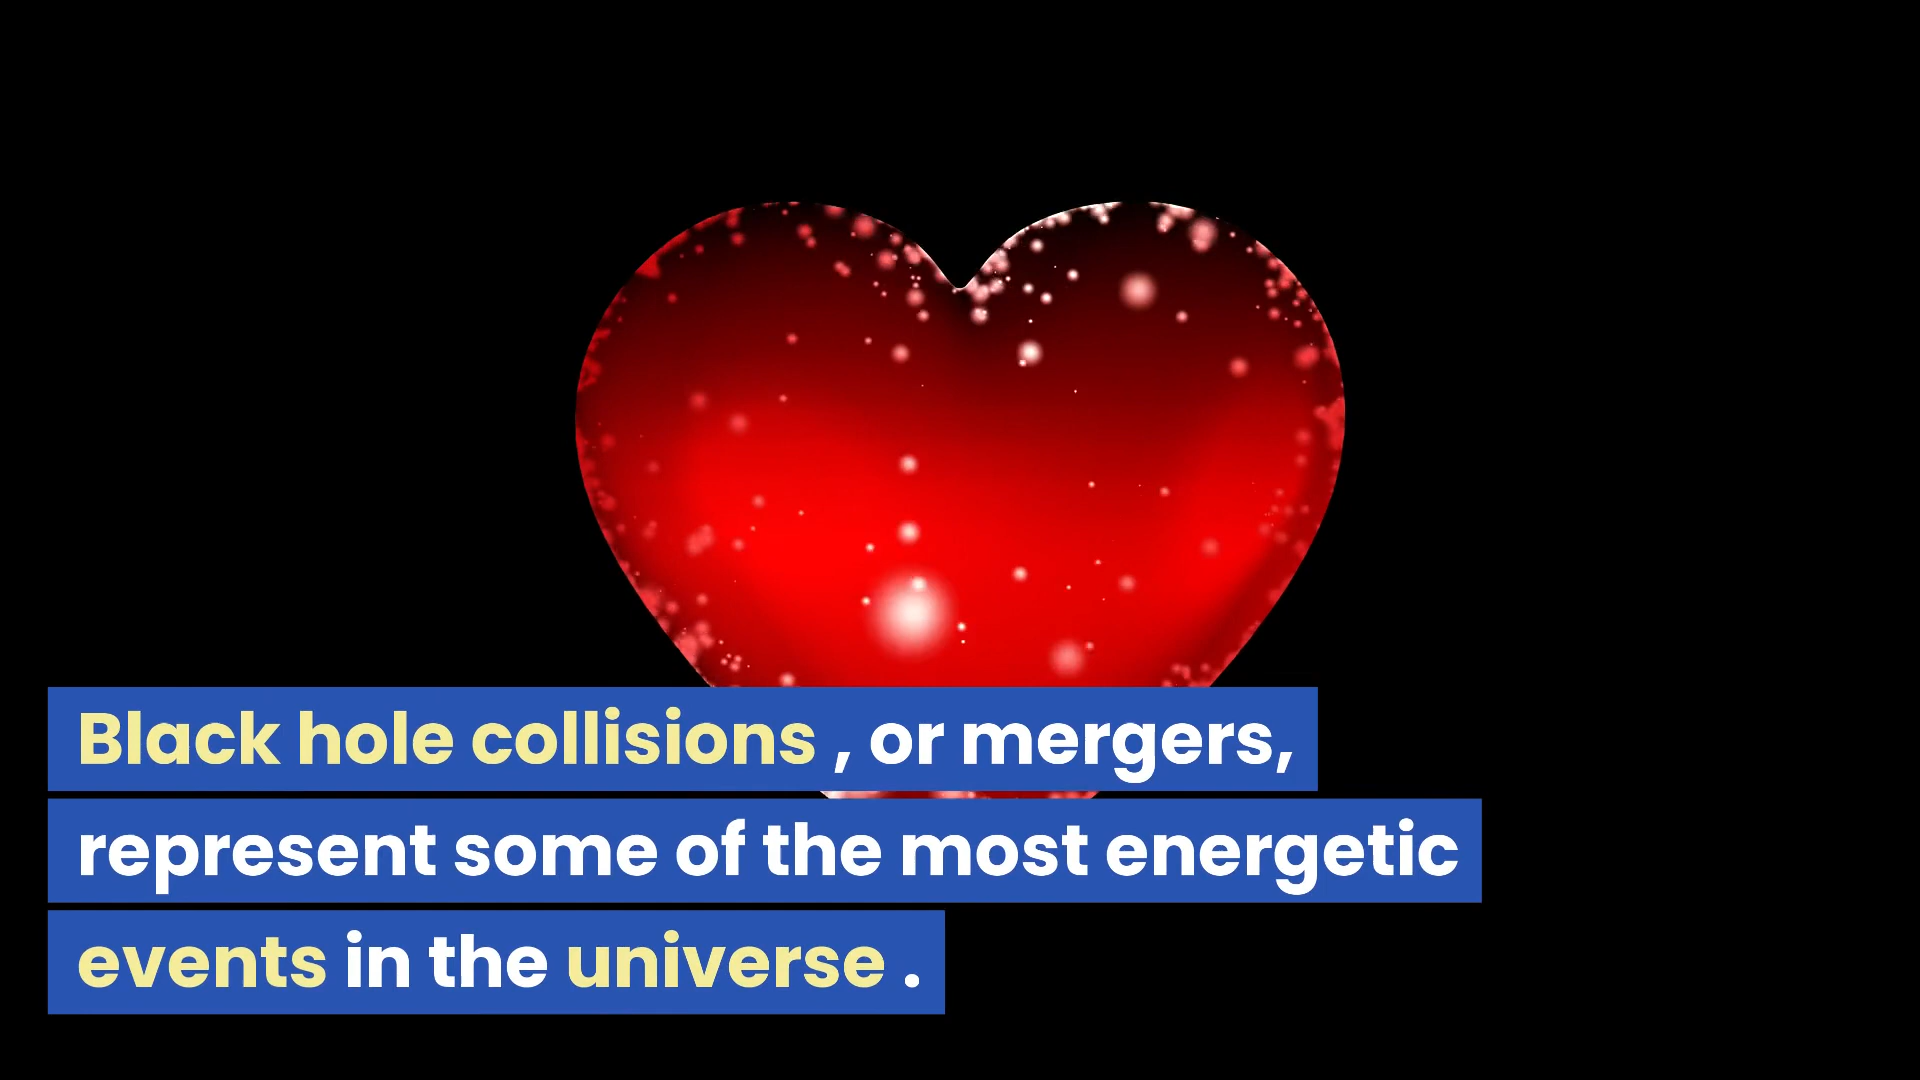 Black hole collisions , or mergers,
represent some of the most energetic
events in the universe .